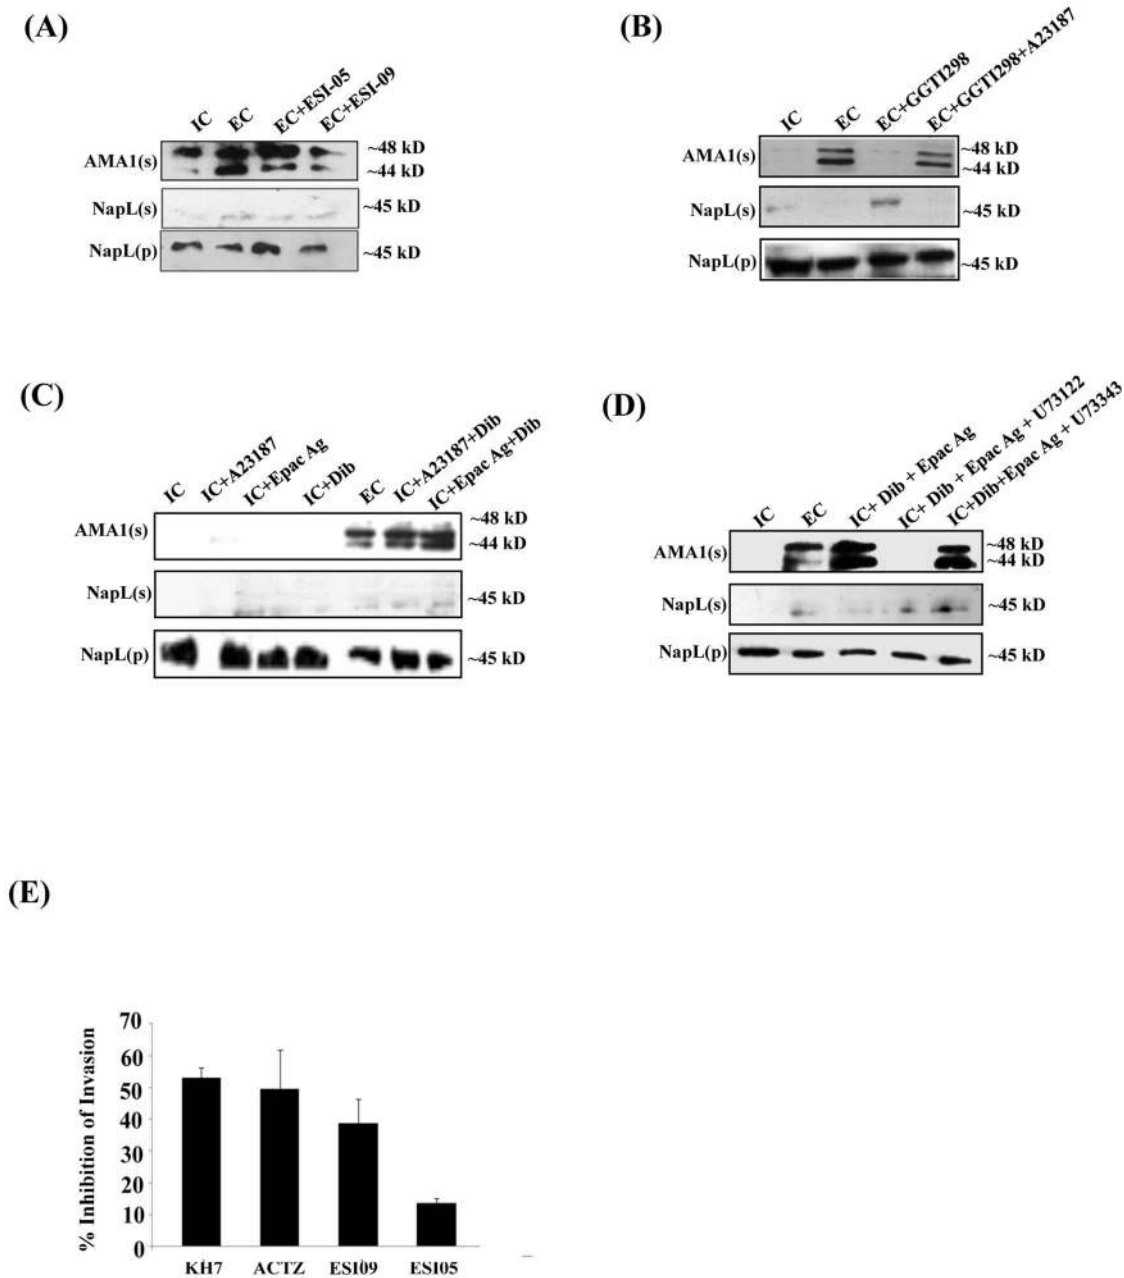 (A)
IC
EC
EC+ESI-05
EC+ESI-09
AMA1(s)
~48 kD
~44 kD
NapL(s)
~45 kD
NapL(p)
~45 kD
(B)
IC
EC
EC+GGTI298
EC+GGTI298+A23187
AMA1(s)
~48 kD
~44 kD
NapL(s)
~45 kD
NapL(p)
~45 kD
(C)
IC
IC+A23187
IC+Epac Ag
IC+Dib
EC
IC+A23187+Dib
IC+Epac Ag+Dib
AMA1(s)
~48 kD
~44 kD
NapL(s)
~45 kD
NapL(p)
~45 kD
(D)
IC
EC
IC+ Dib + Epac Ag
IC+ Dib + Epac Ag + U73122
IC+Dib+Epac Ag + U73343
AMA1(s)
~48 kD
~44 kD
NapL(s)
~45 kD
NapL(p)
~45 kD
(E)
% Inhibition of Invasion
70
60
50
40
30
20
10
0
KH7
ACTZ
ESI09
ESI05